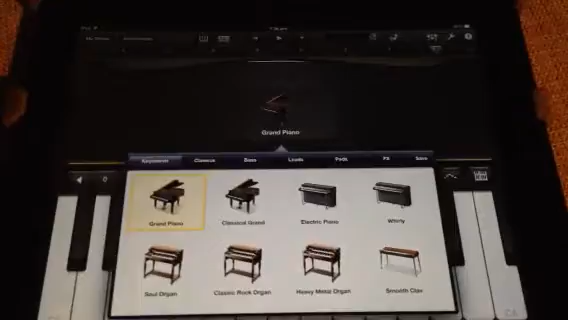 Grand Piano
Keyboards Classics Bass Leads Pads FX Save
Grand Piano Classical Grand Electric Piano Whirly
Soul Organ Classic Rock Organ Heavy Metal Organ Smooth Clav